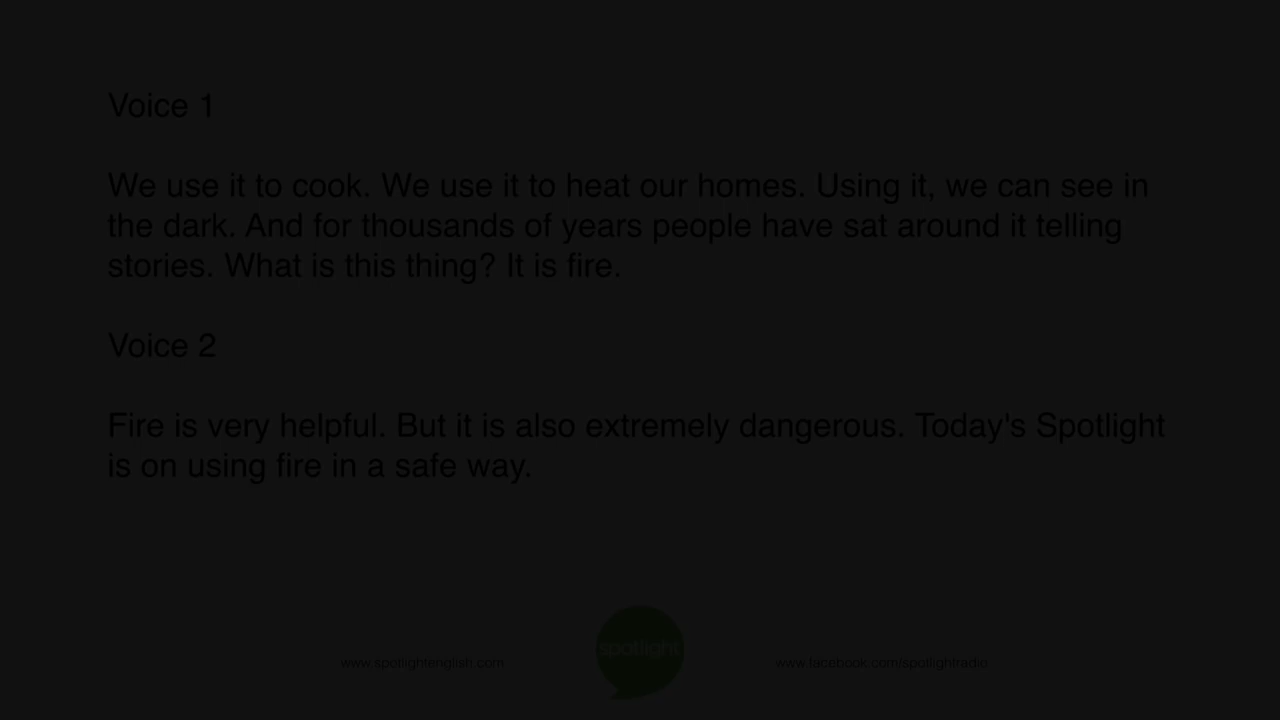 Voice 1
We use it to cook. We use it to heat our homes. Using it, we can see in
the dark. And for thousands of years people have sat around it telling
stories. What is this thing? It is fire.
Voice 2
Fire is very helpful. But it is also extremely dangerous. Today's Spotlight
is on using fire in a safe way.
spotlight
www.spotlightenglish.com
www.facebook.com/spotlightradio